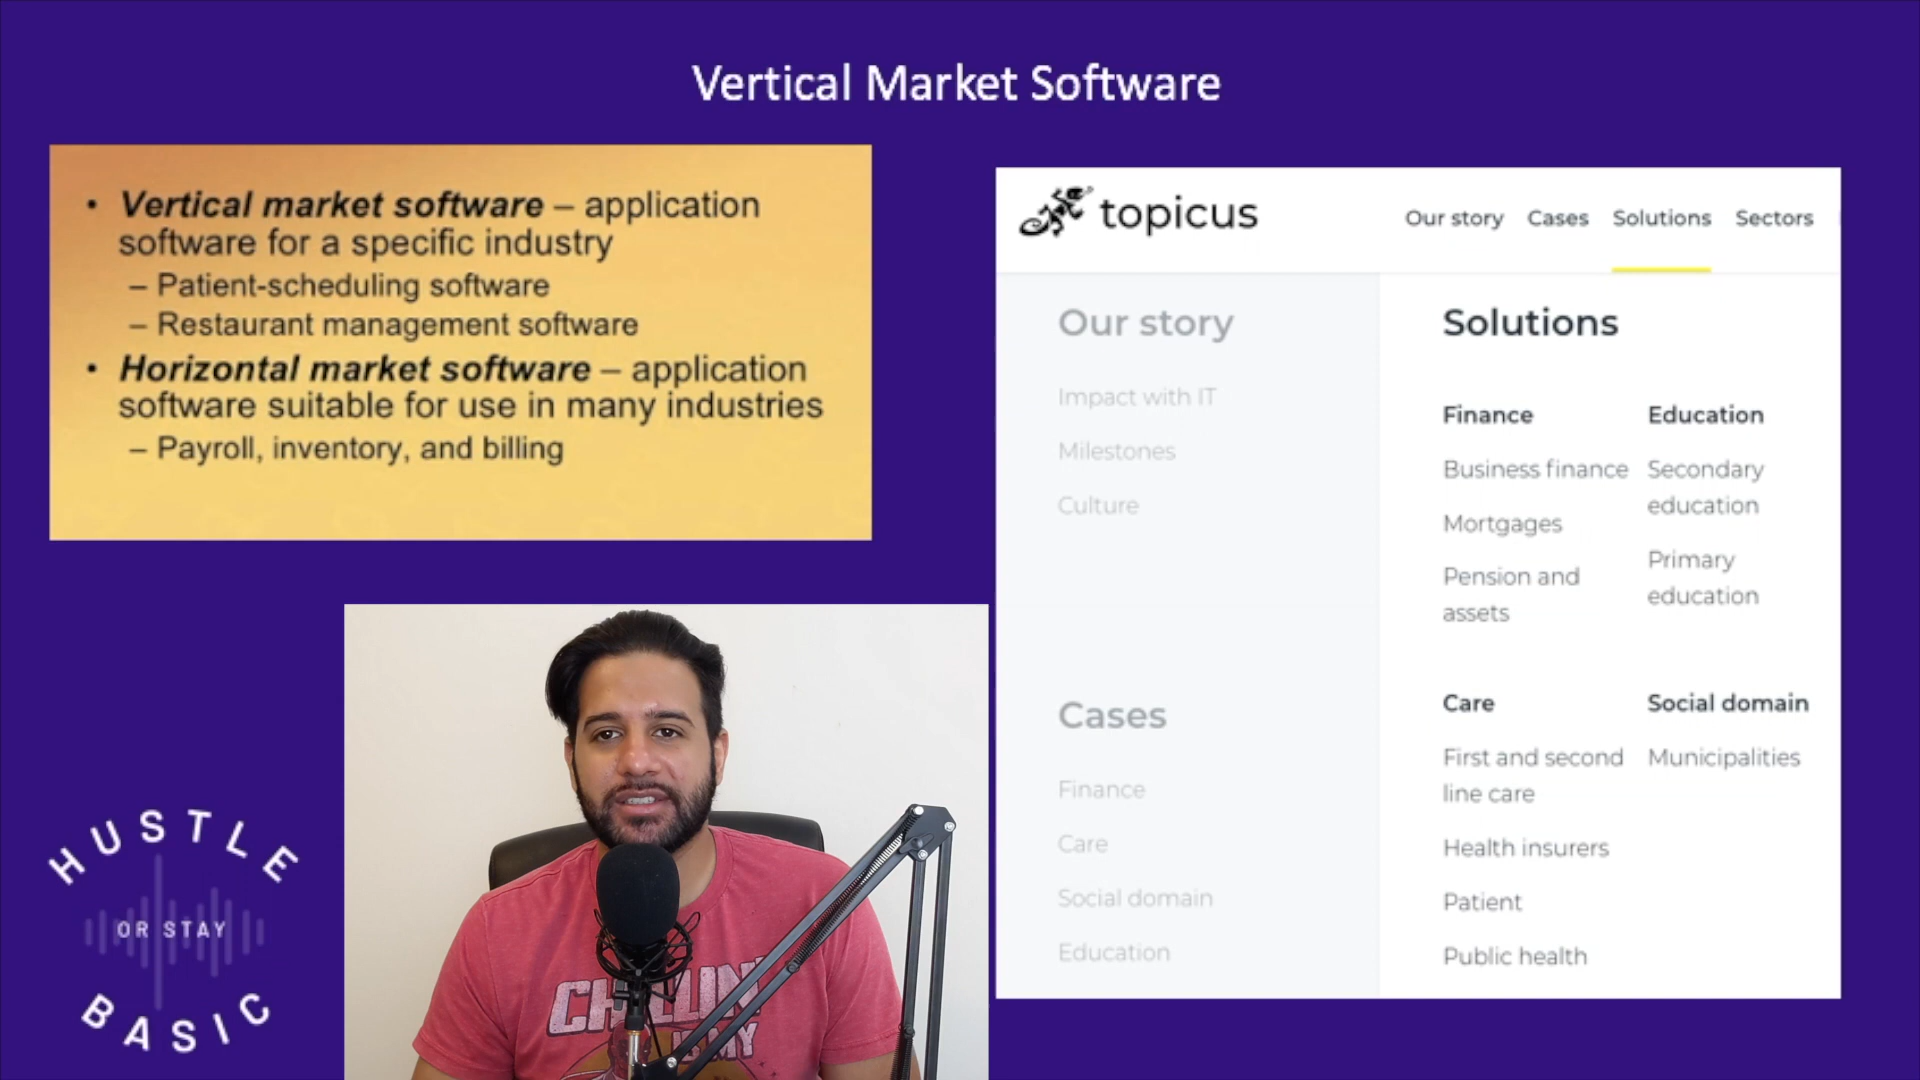 Vertical Market Software
• Vertical market software – application
software for a specific industry
– Patient-scheduling software
– Restaurant management software
• Horizontal market software – application
software suitable for use in many industries
– Payroll, inventory, and billing
topicus
Our story Cases Solutions Sectors
Our story
Impact with IT
Milestones
Culture
Cases
Finance
Care
Social domain
Education
Solutions
Finance
Business finance
Mortgages
Pension and
assets
Education
Secondary
education
Primary
education
Care
First and second
line care
Health insurers
Patient
Public health
Social domain
Municipalities
HUSTLE
OR STAY
BASIC
MY